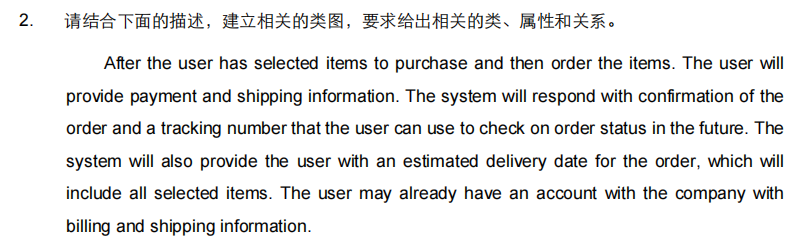 2. 请结合下面的描述，建立相关的类图，要求给出相关的类、属性和关系。
After the user has selected items to purchase and then order the items. The user will
provide payment and shipping information. The system will respond with confirmation of the
order and a tracking number that the user can use to check on order status in the future. The
system will also provide the user with an estimated delivery date for the order, which will
include all selected items. The user may already have an account with the company with
billing and shipping information.